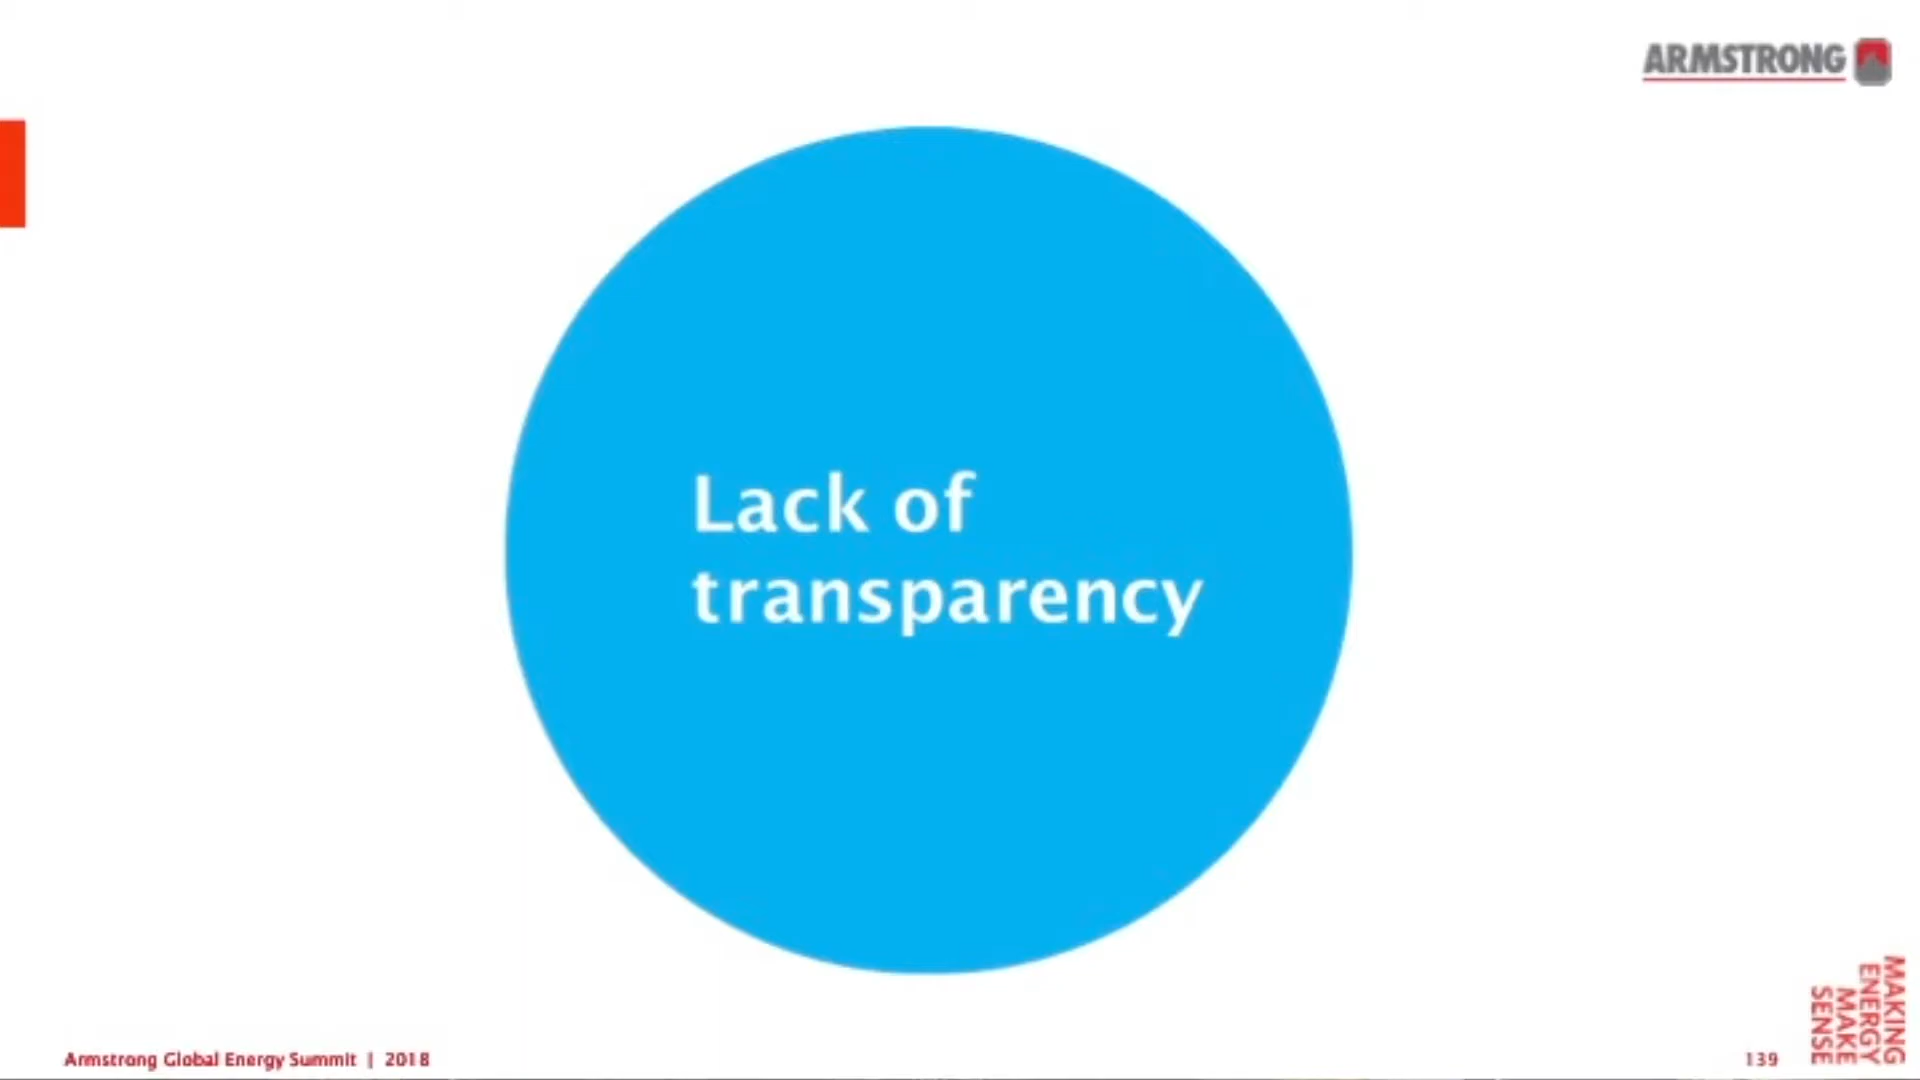 ARMSTRONG
Lack of
transparency
Armstrong Global Energy Summit | 2018
139
MAKING
ENERGY
MAKE
SENSE